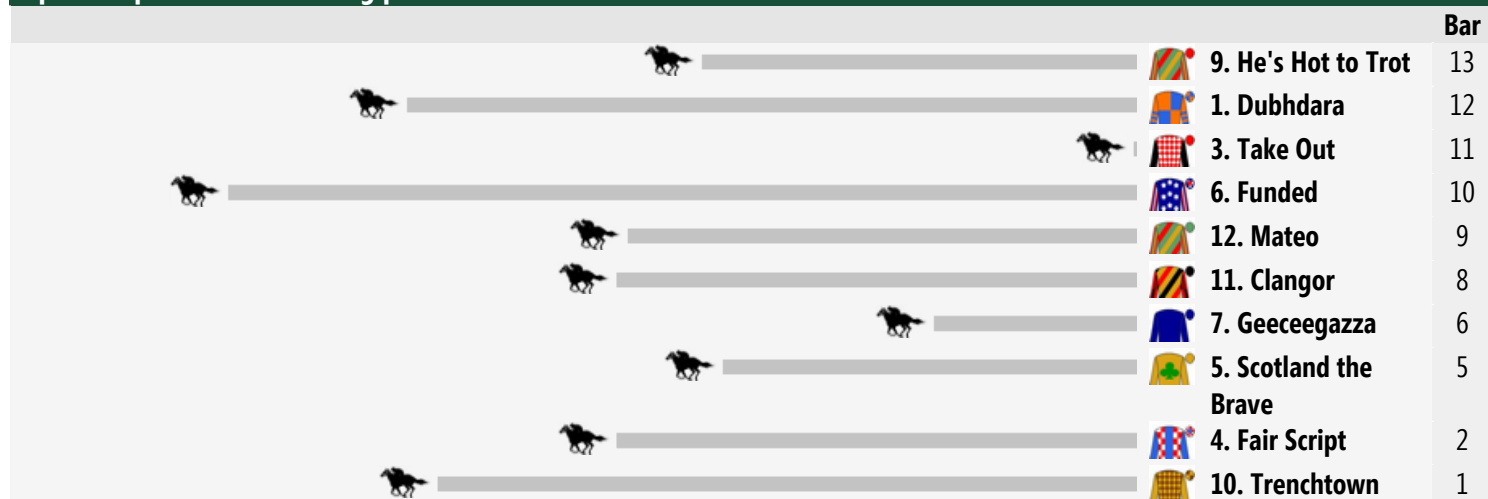 Bar
9. He's Hot to Trot 13
1. Dubhdara 12
3. Take Out 11
6. Funded 10
12. Mateo 9
11. Clangor 8
7. Geeceegazza 6
5. Scotland the 5
Brave
4. Fair Script 2
10. Trenchtown 1